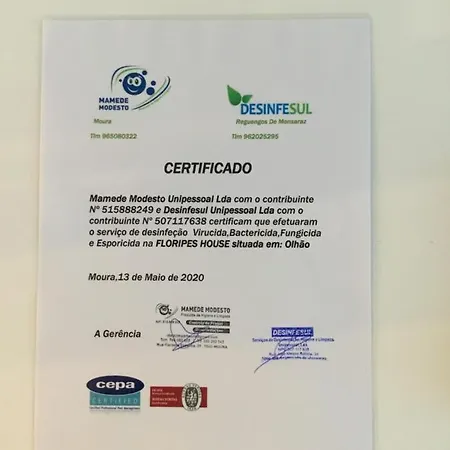 MAMEDE
MODESTO
Moura
Tlm 965080322
DESINFESUL
Reguengos De Monsaraz
Tlm 962025295
CERTIFICADO
Mamede Modesto Unipessoal Lda com o contribuinte
Nº 515888249 e Desinfesul Unipessoal Lda com o
contribuinte Nº 507117638 certificam que efetuaram
o serviço de desinfeção Virucida,Bactericida,Fungicida
e Esporicida na FLORIPES HOUSE situada em: Olhão
Moura,13 de Maio de 2020
A Gerência
MAMEDE MODESTO
DESINFESUL
cepa
CERTIFIED